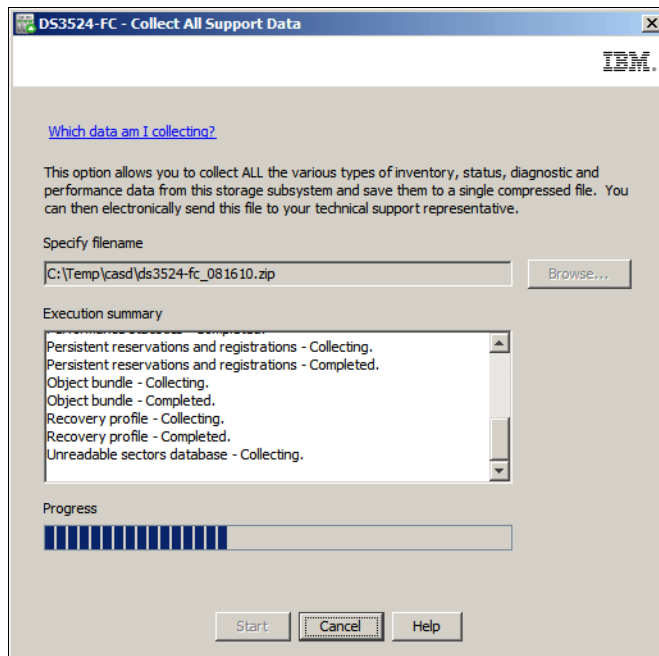 DS3524-FC - Collect All Support Data
IBM.
Which data am I collecting?
This option allows you to collect ALL the various types of inventory, status, diagnostic and
performance data from this storage subsystem and save them to a single compressed file. You
can then electronically send this file to your technical support representative.
Specify filename
C:\Temp\casd\ds3524-fc_081610.zip
Browse...
Execution summary
Persistent reservations and registrations - Collecting.
Persistent reservations and registrations - Completed.
Object bundle - Collecting.
Object bundle - Completed.
Recovery profile - Collecting.
Recovery profile - Completed.
Unreadable sectors database - Collecting.
Progress
Start
Cancel
Help